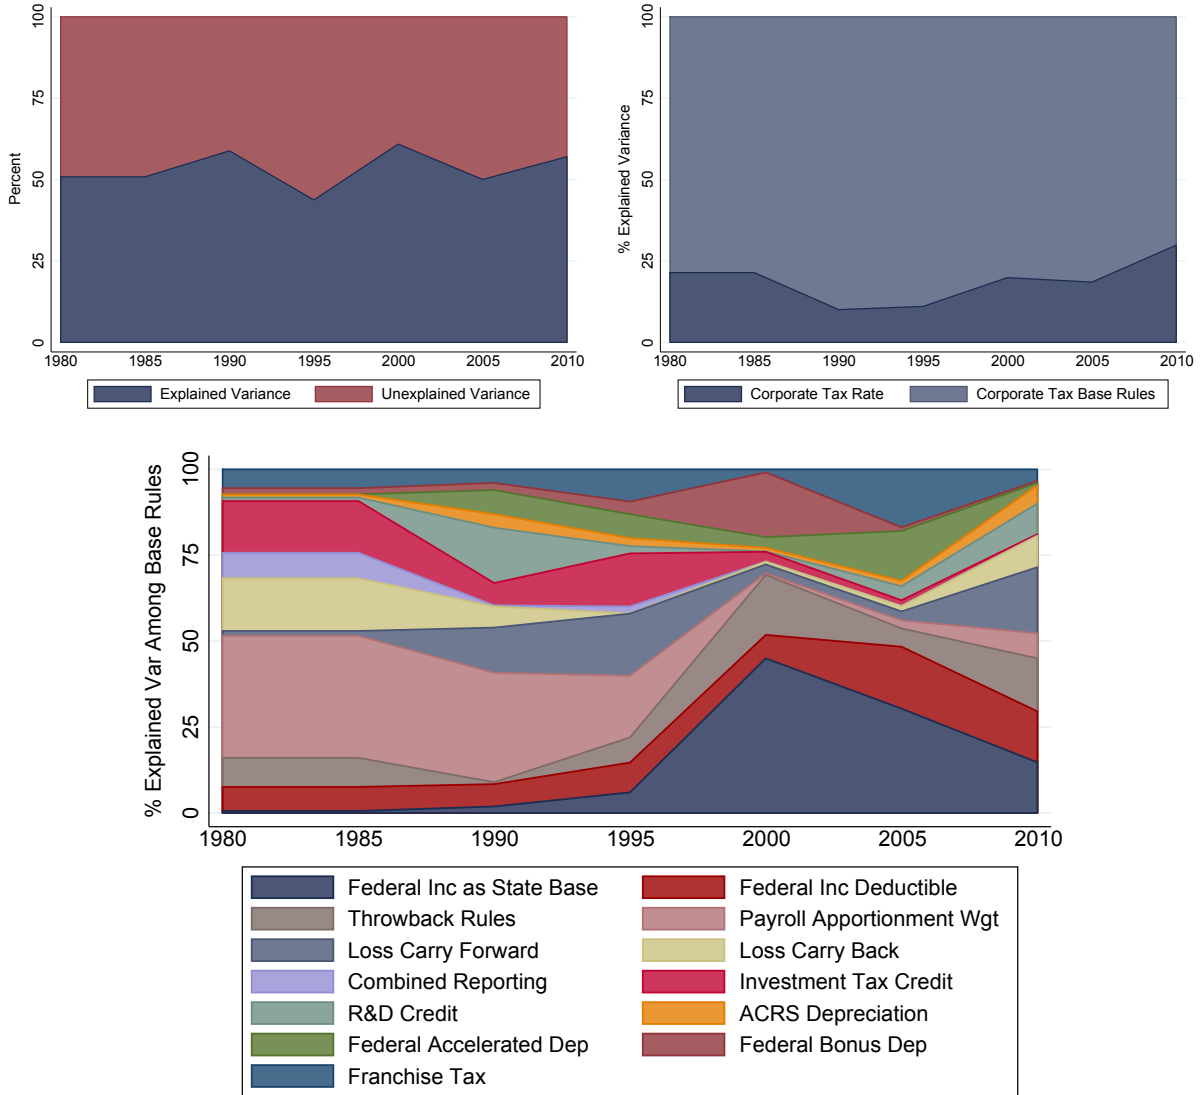 Percent
100
75
50
25
0
1980 1985 1990 1995 2000 2005 2010
Explained Variance Unexplained Variance
% Explained Variance
100
75
50
25
0
1980 1985 1990 1995 2000 2005 2010
Corporate Tax Rate Corporate Tax Base Rules
% Explained Var Among Base Rules
100
75
50
25
0
1980 1985 1990 1995 2000 2005 2010
Federal Inc as State Base Federal Inc Deductible
Throwback Rules Payroll Apportionment Wgt
Loss Carry Forward Loss Carry Back
Combined Reporting Investment Tax Credit
R&D Credit ACRS Depreciation
Federal Accelerated Dep Federal Bonus Dep
Franchise Tax